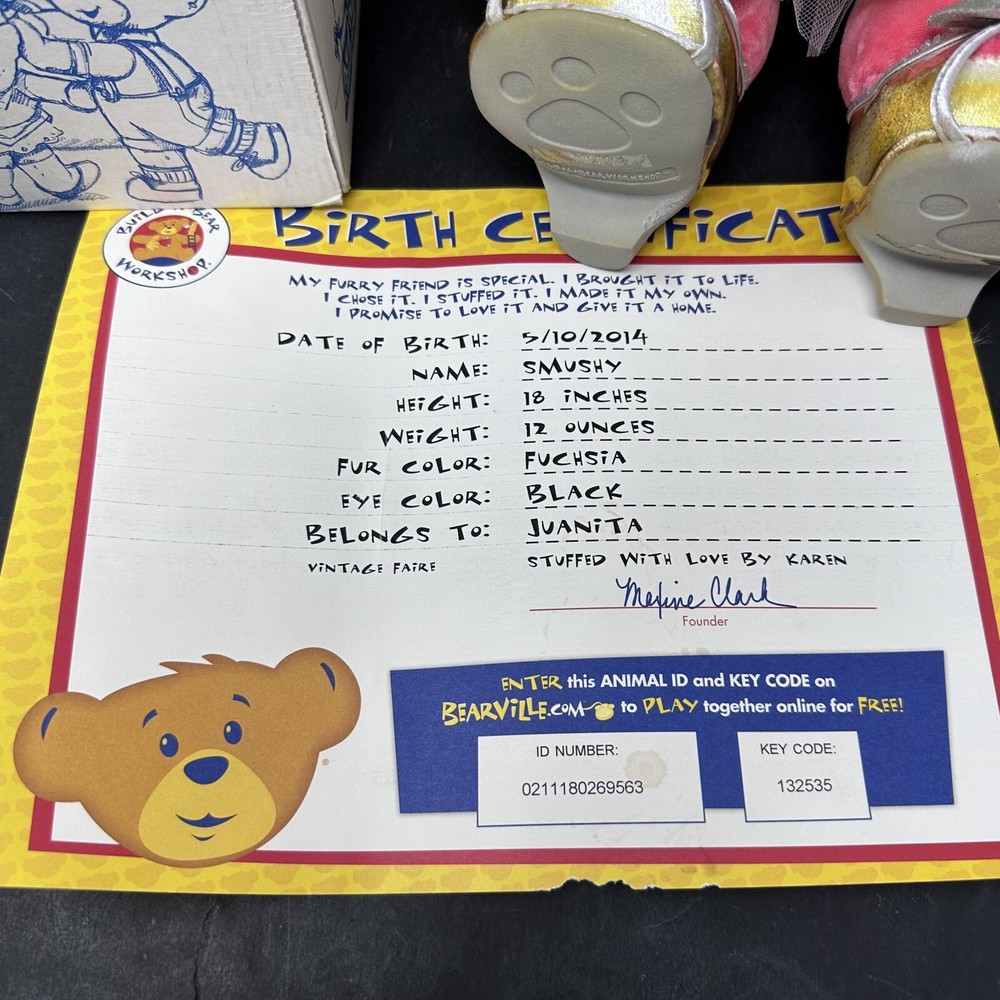 BUILD-A-BEAR
WORKSHOP.
BiRTH CE
MY FURRY FRIEND iS SPECiAL. I BROUGHT iT TO LiFE.
I CHOSE iT. I STUFFED iT. I MADE iT MY OWN.
I PROMiSE TO LOVE iT AND GiVE iT A HOME.
DATE OF BiRTH: 5/10/2014
NAME: SMUSHY
HEiGHT: 18 iNCHES
WEiGHT: 12 OUNCES
FUR COLOR: FUCHSiA
EYE COLOR: BLACK
BELONGS TO: JUANiTA
ViNTAGE FAiRE
STUFFED WiTH LOVE BY KAREN
Maxine Clark
Founder
ENTER this ANIMAL ID and KEY CODE on
BEARViLLE.COM to PLAY together online for FREE!
ID NUMBER:
0211180269563
KEY CODE:
132535